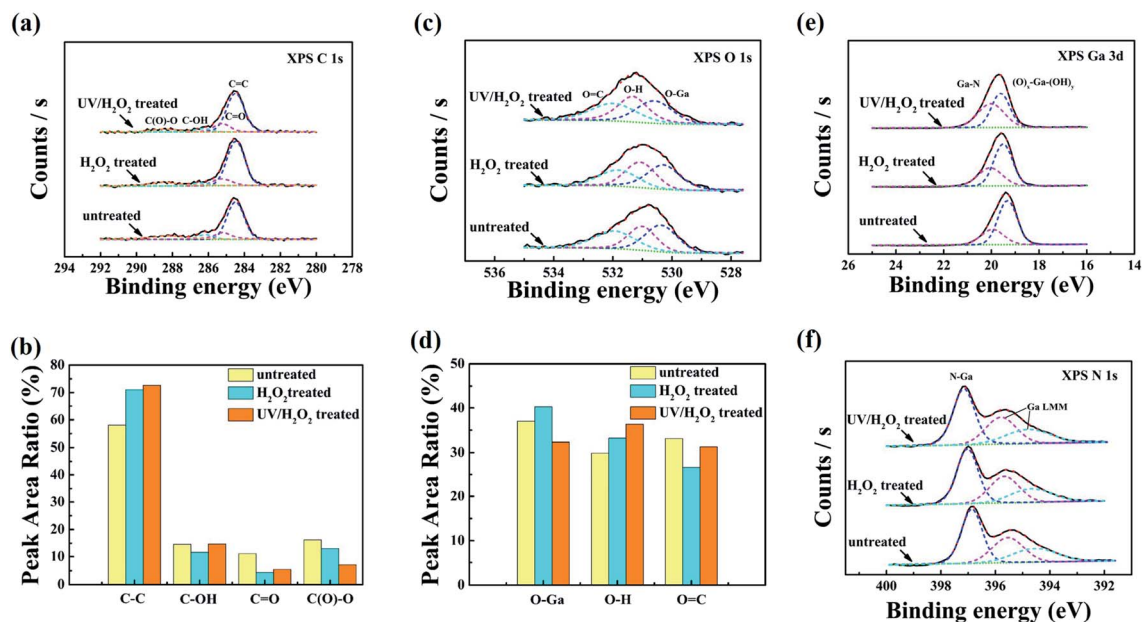 (a)
XPS C 1s
C=C
UV/H₂O₂ treated
C(O)-O C-OH C=O
H₂O₂ treated
untreated
Counts / s
294 292 290 288 286 284 282 280 278
Binding energy (eV)
(c)
XPS O 1s
O=C O-H O-Ga
UV/H₂O₂ treated
H₂O₂ treated
untreated
Counts / s
536 534 532 530 528
Binding energy (eV)
(e)
XPS Ga 3d
Ga-N (O)ₓ-Ga-(OH)ᵧ
UV/H₂O₂ treated
H₂O₂ treated
untreated
Counts / s
26 24 22 20 18 16 14
Binding energy (eV)
(b)
untreated
H₂O₂treated
UV/H₂O₂ treated
Peak Area Ratio (%)
80
70
60
50
40
30
20
10
0
C-C C-OH C=O C(O)-O
(d)
untreated
H₂O₂ treated
UV/H₂O₂ treated
Peak Area Ratio (%)
50
40
30
20
10
0
O-Ga O-H O=C
(f)
XPS N 1s
N-Ga
Ga LMM
UV/H₂O₂ treated
H₂O₂ treated
untreated
Counts / s
400 398 396 394 392
Binding energy (eV)